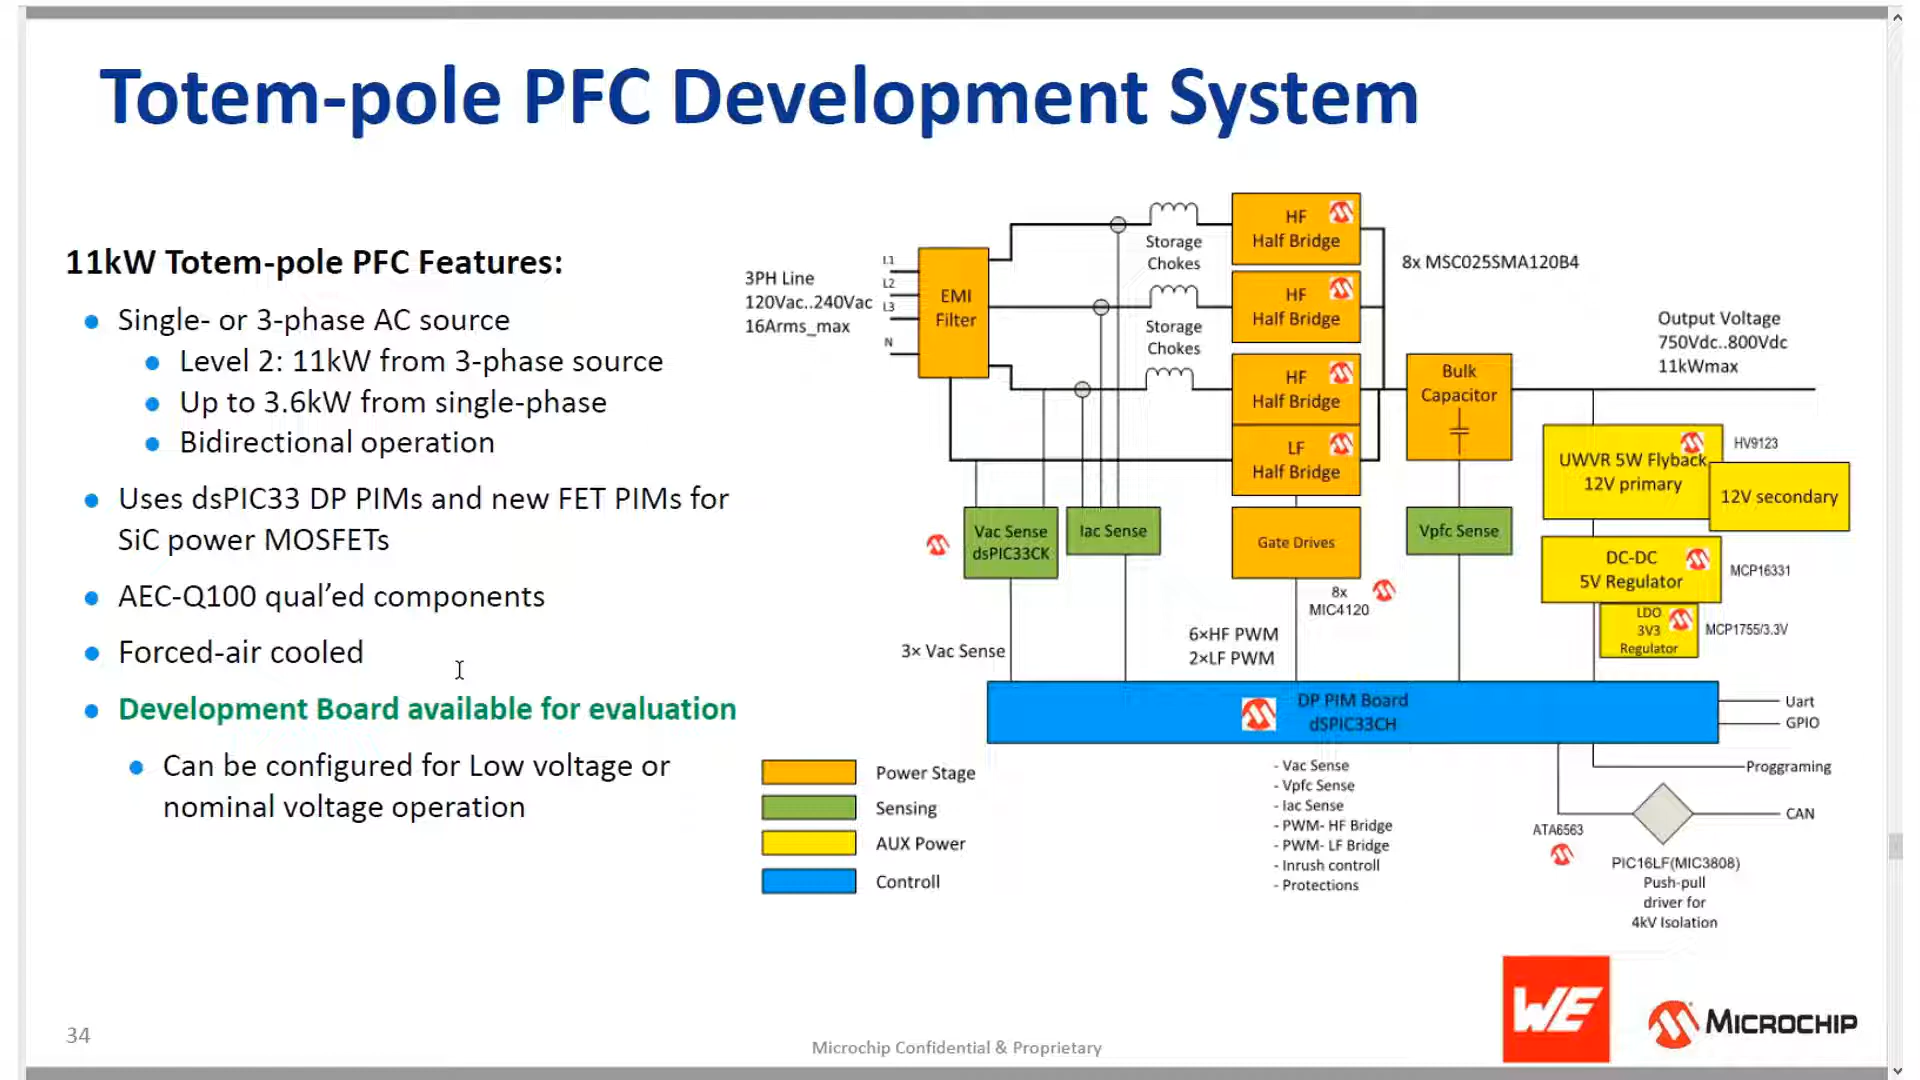 Totem-pole PFC Development System
11kW Totem-pole PFC Features:
Single- or 3-phase AC source
Level 2: 11kW from 3-phase source
Up to 3.6kW from single-phase
Bidirectional operation
Uses dsPIC33 DP PIMs and new FET PIMs for
SiC power MOSFETs
AEC-Q100 qual’ed components
Forced-air cooled
Development Board available for evaluation
Can be configured for Low voltage or
nominal voltage operation
3PH Line
120Vac..240Vac
16Arms_max
L1
L2
L3
N
EMI
Filter
Storage
Chokes
Storage
Chokes
HF
Half Bridge
HF
Half Bridge
HF
Half Bridge
LF
Half Bridge
8x MSC025SMA120B4
Output Voltage
750Vdc..800Vdc
11kWmax
Bulk
Capacitor
UWVR 5W Flyback
12V primary
HV9123
12V secondary
Vac Sense
dsPIC33CK
Iac Sense
Gate Drives
Vpfc Sense
DC-DC
5V Regulator
MCP16331
LDO
3V3
Regulator
MCP1755/3.3V
8x
MIC4120
3× Vac Sense
6×HF PWM
2×LF PWM
DP PIM Board
dSPIC33CH
Uart
GPIO
Proggraming
CAN
ATA6563
PIC16LF(MIC3808)
Push-pull
driver for
4kV Isolation
Power Stage
Sensing
AUX Power
Controll
- Vac Sense
- Vpfc Sense
- Iac Sense
- PWM- HF Bridge
- PWM- LF Bridge
- Inrush controll
- Protections
34
Microchip Confidential & Proprietary
WE
MICROCHIP